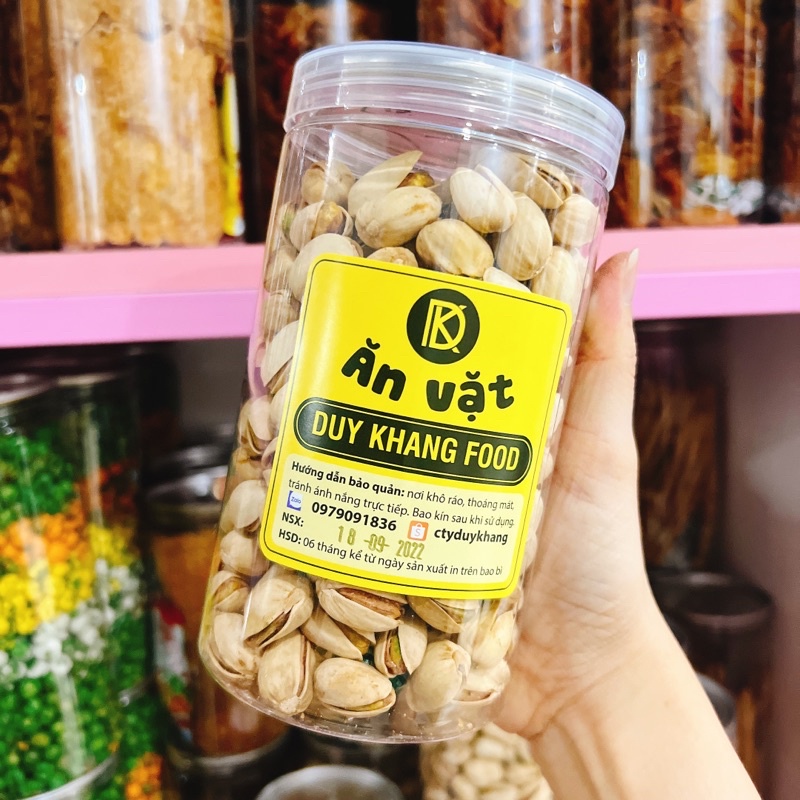 DK
Ăn vặt
DUY KHANG FOOD
Hướng dẫn bảo quản: nơi khô ráo, thoáng mát,
tránh ánh nắng trực tiếp. Bao kín sau khi sử dụng.
Zalo 0979091836 ctyduykhang
NSX: 18-09-2022
HSD: 06 tháng kể từ ngày sản xuất in trên bao bì